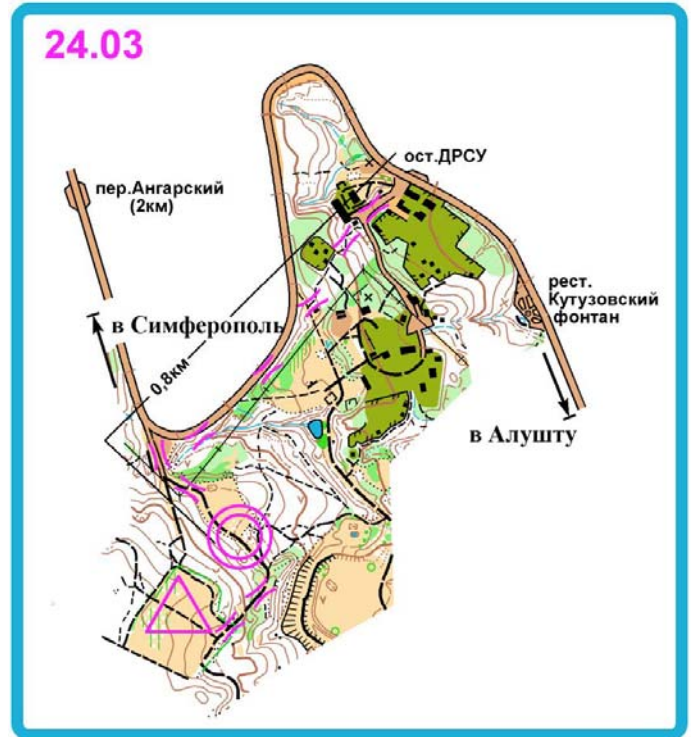 24.03
ост.ДРСУ
пер.Ангарский
(2км)
рест.
Кутузовский
фонтан
в Симферополь
0,8км
в Алушту